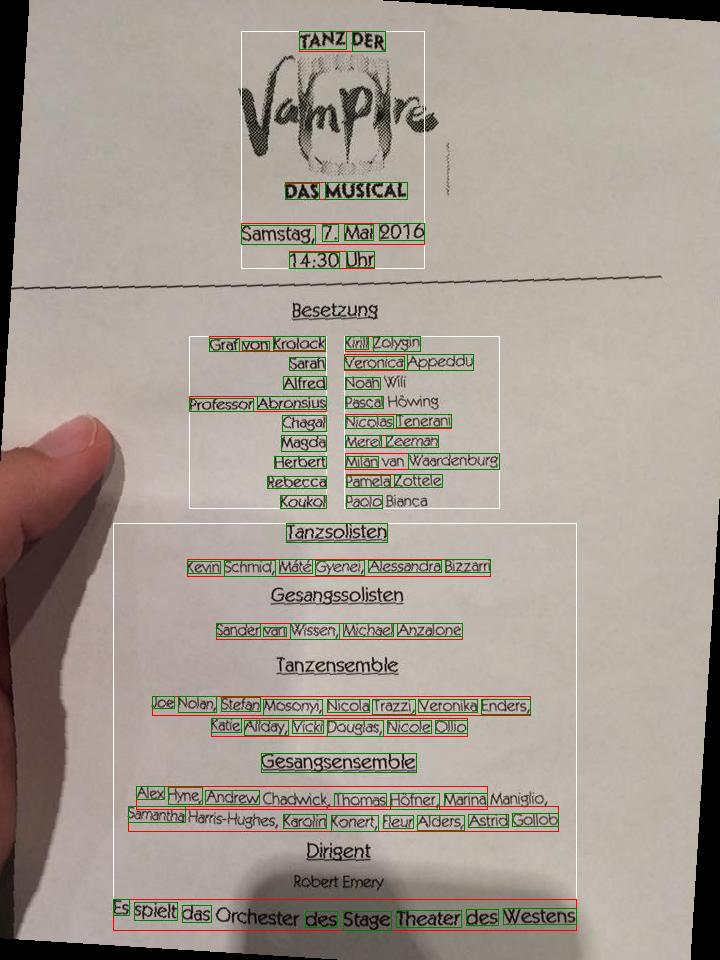 TANZ DER
Vampire
DAS MUSICAL
Samstag, 7. Mai 2016
14:30 Uhr
Besetzung
Graf von Krolock Kirill Zolygin
Sarah Veronica Appeddu
Alfred Noah Wili
Professor Abronsius Pascal Höwing
Chagal Nicolas Tenerani
Magda Merel Zeeman
Herbert Milan van Waardenburg
Rebecca Pamela Zottele
Koukol Paolo Bianca
Tanzsolisten
Kevin Schmid, Máté Gyenei, Alessandra Bizzarri
Gesangssolisten
Sander van Wissen, Michael Anzalone
Tanzensemble
Joe Nolan, Stefan Mosonyi, Nicola Trazzi, Veronika Enders,
Katie Allday, Vicki Douglas, Nicole Ollio
Gesangsensemble
Alex Hyne, Andrew Chadwick, Thomas Höfner, Marina Maniglio,
Samantha Harris-Hughes, Karolin Konert, Fleur Alders, Astrid Gollob
Dirigent
Robert Emery
Es spielt das Orchester des Stage Theater des Westens